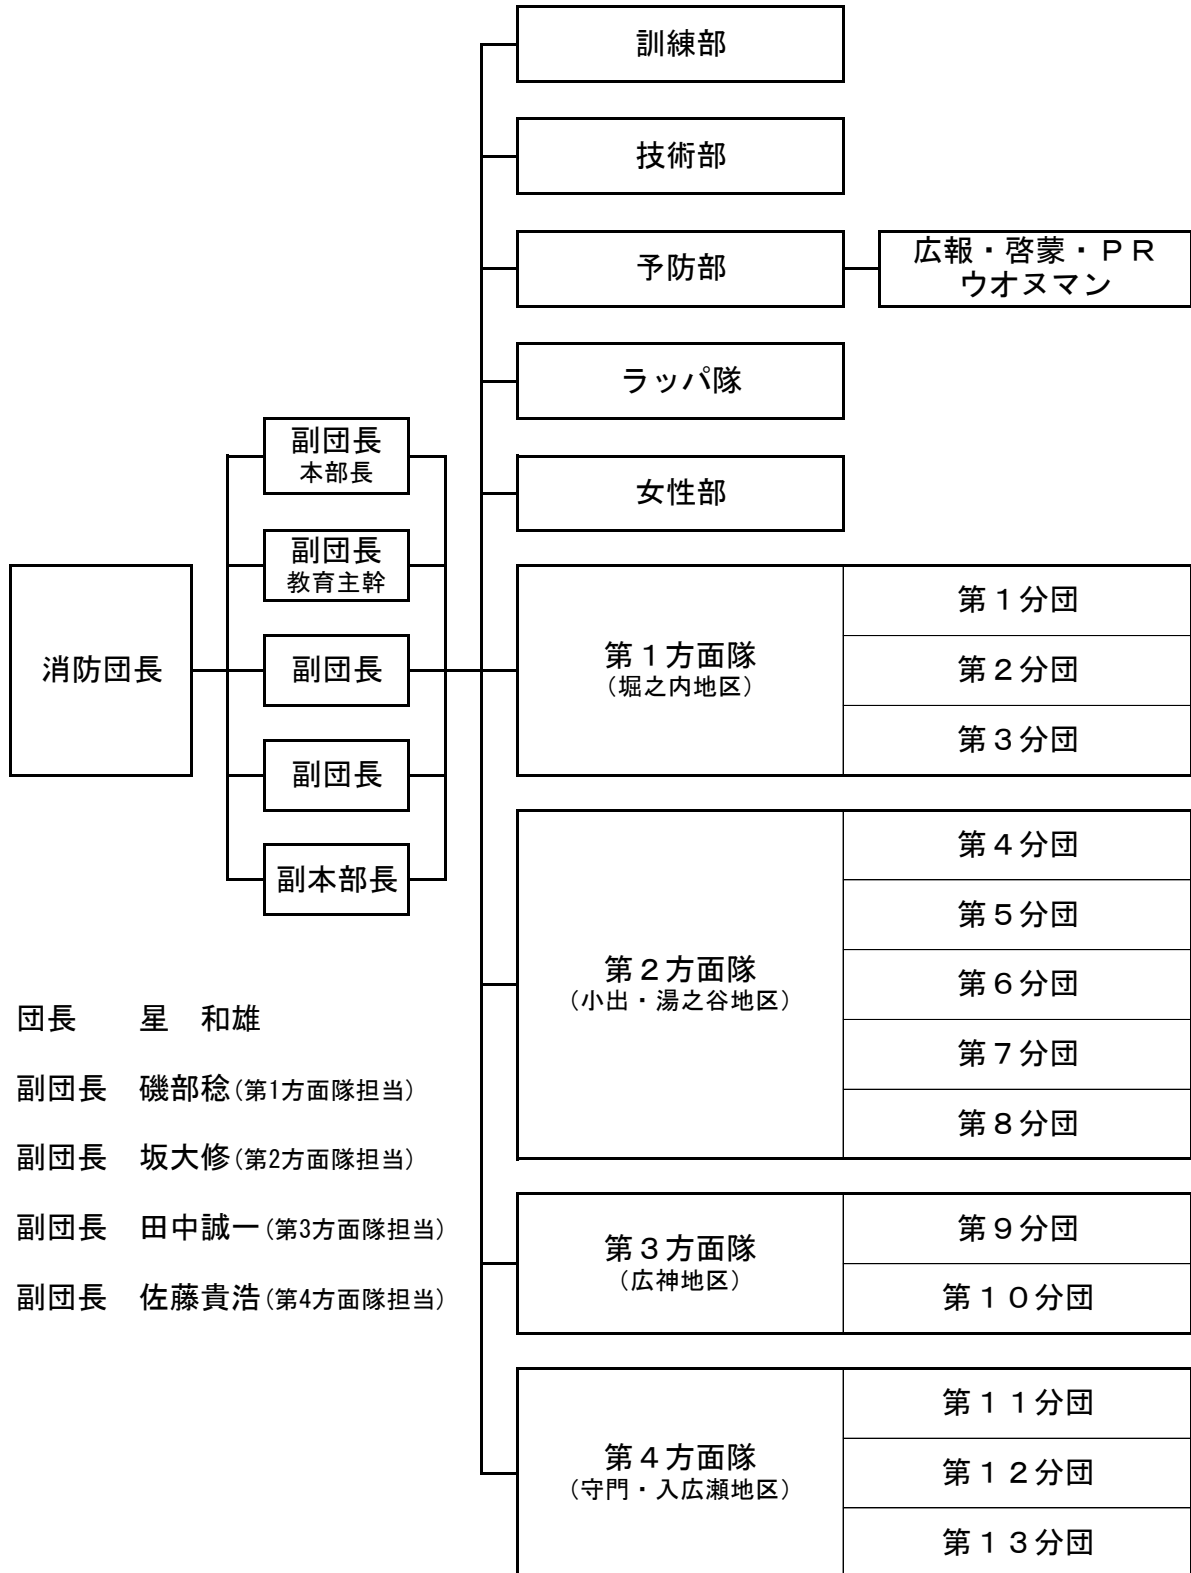 訓練部
技術部
予防部
広報・啓蒙・ＰＲ
ウオヌマン
ラッパ隊
女性部
副団長
本部長
副団長
教育主幹
消防団長
副団長
副団長
副本部長
第１方面隊
（堀之内地区）
第１分団
第２分団
第３分団
第２方面隊
（小出・湯之谷地区）
第４分団
第５分団
第６分団
第７分団
第８分団
第３方面隊
（広神地区）
第９分団
第１０分団
第４方面隊
（守門・入広瀬地区）
第１１分団
第１２分団
第１３分団
団長　　星　和雄
副団長　磯部稔（第1方面隊担当）
副団長　坂大修（第2方面隊担当）
副団長　田中誠一（第3方面隊担当）
副団長　佐藤貴浩（第4方面隊担当）